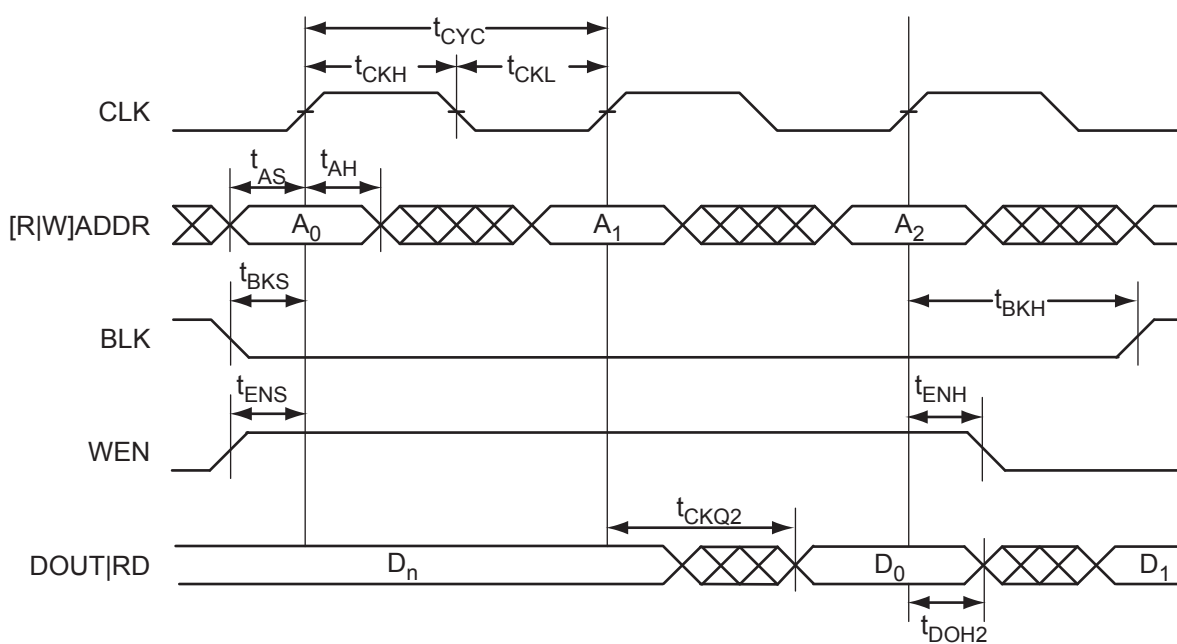 tCYC
tCKH
tCKL
CLK
tAS
tAH
[R|W]ADDR
A0
A1
A2
tBKS
tBKH
BLK
tENS
tENH
WEN
tCKQ2
DOUT|RD
Dn
D0
D1
tDOH2